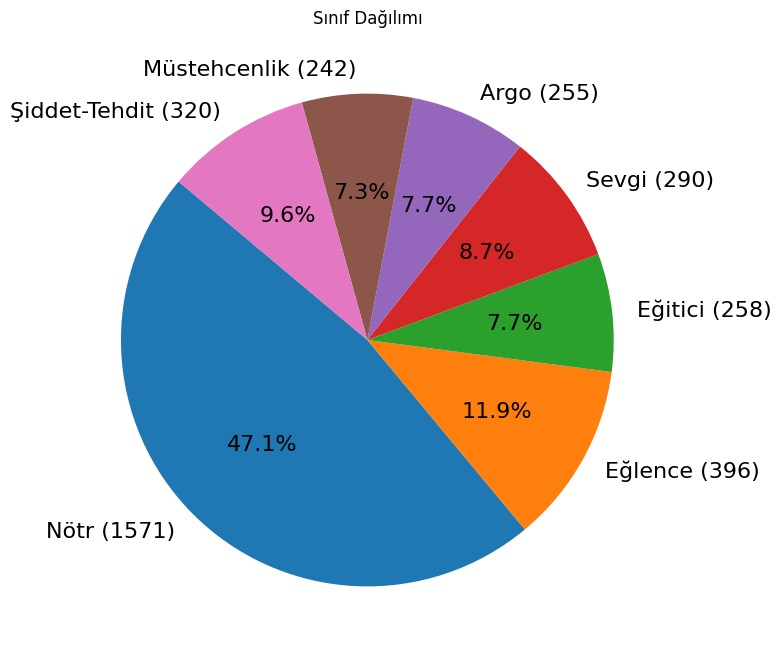 Sınıf Dağılımı
Müstehcenlik (242)
Argo (255)
Şiddet-Tehdit (320)
Sevgi (290)
7.3%
7.7%
9.6%
8.7%
Eğitici (258)
7.7%
11.9%
47.1%
Eğlence (396)
Nötr (1571)